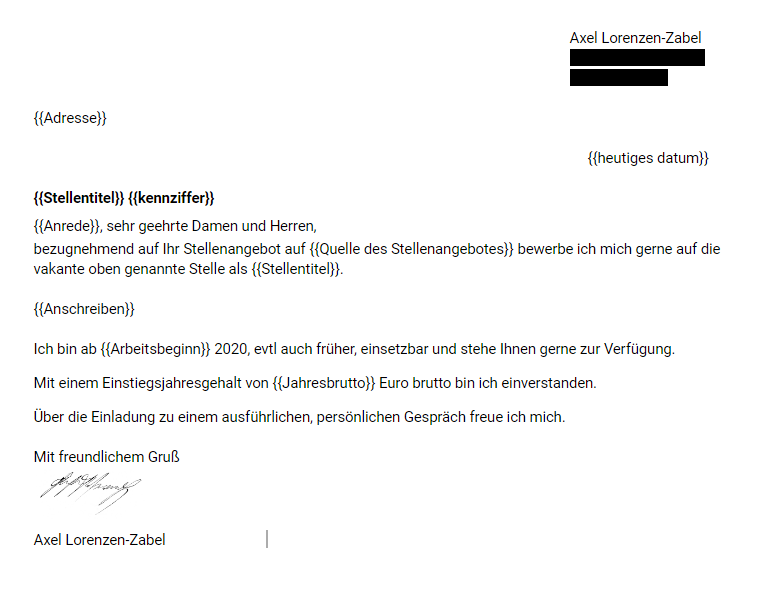 Axel Lorenzen-Zabel
{{Adresse}}
{{heutiges datum}}
{{Stellentitel}} {{kennziffer}}
{{Anrede}}, sehr geehrte Damen und Herren,
bezugnehmend auf Ihr Stellenangebot auf {{Quelle des Stellenangebotes}} bewerbe ich mich gerne auf die
vakante oben genannte Stelle als {{Stellentitel}}.
{{Anschreiben}}
Ich bin ab {{Arbeitsbeginn}} 2020, evtl auch früher, einsetzbar und stehe Ihnen gerne zur Verfügung.
Mit einem Einstiegsjahresgehalt von {{Jahresbrutto}} Euro brutto bin ich einverstanden.
Über die Einladung zu einem ausführlichen, persönlichen Gespräch freue ich mich.
Mit freundlichem Gruß
Axel Lorenzen-Zabel